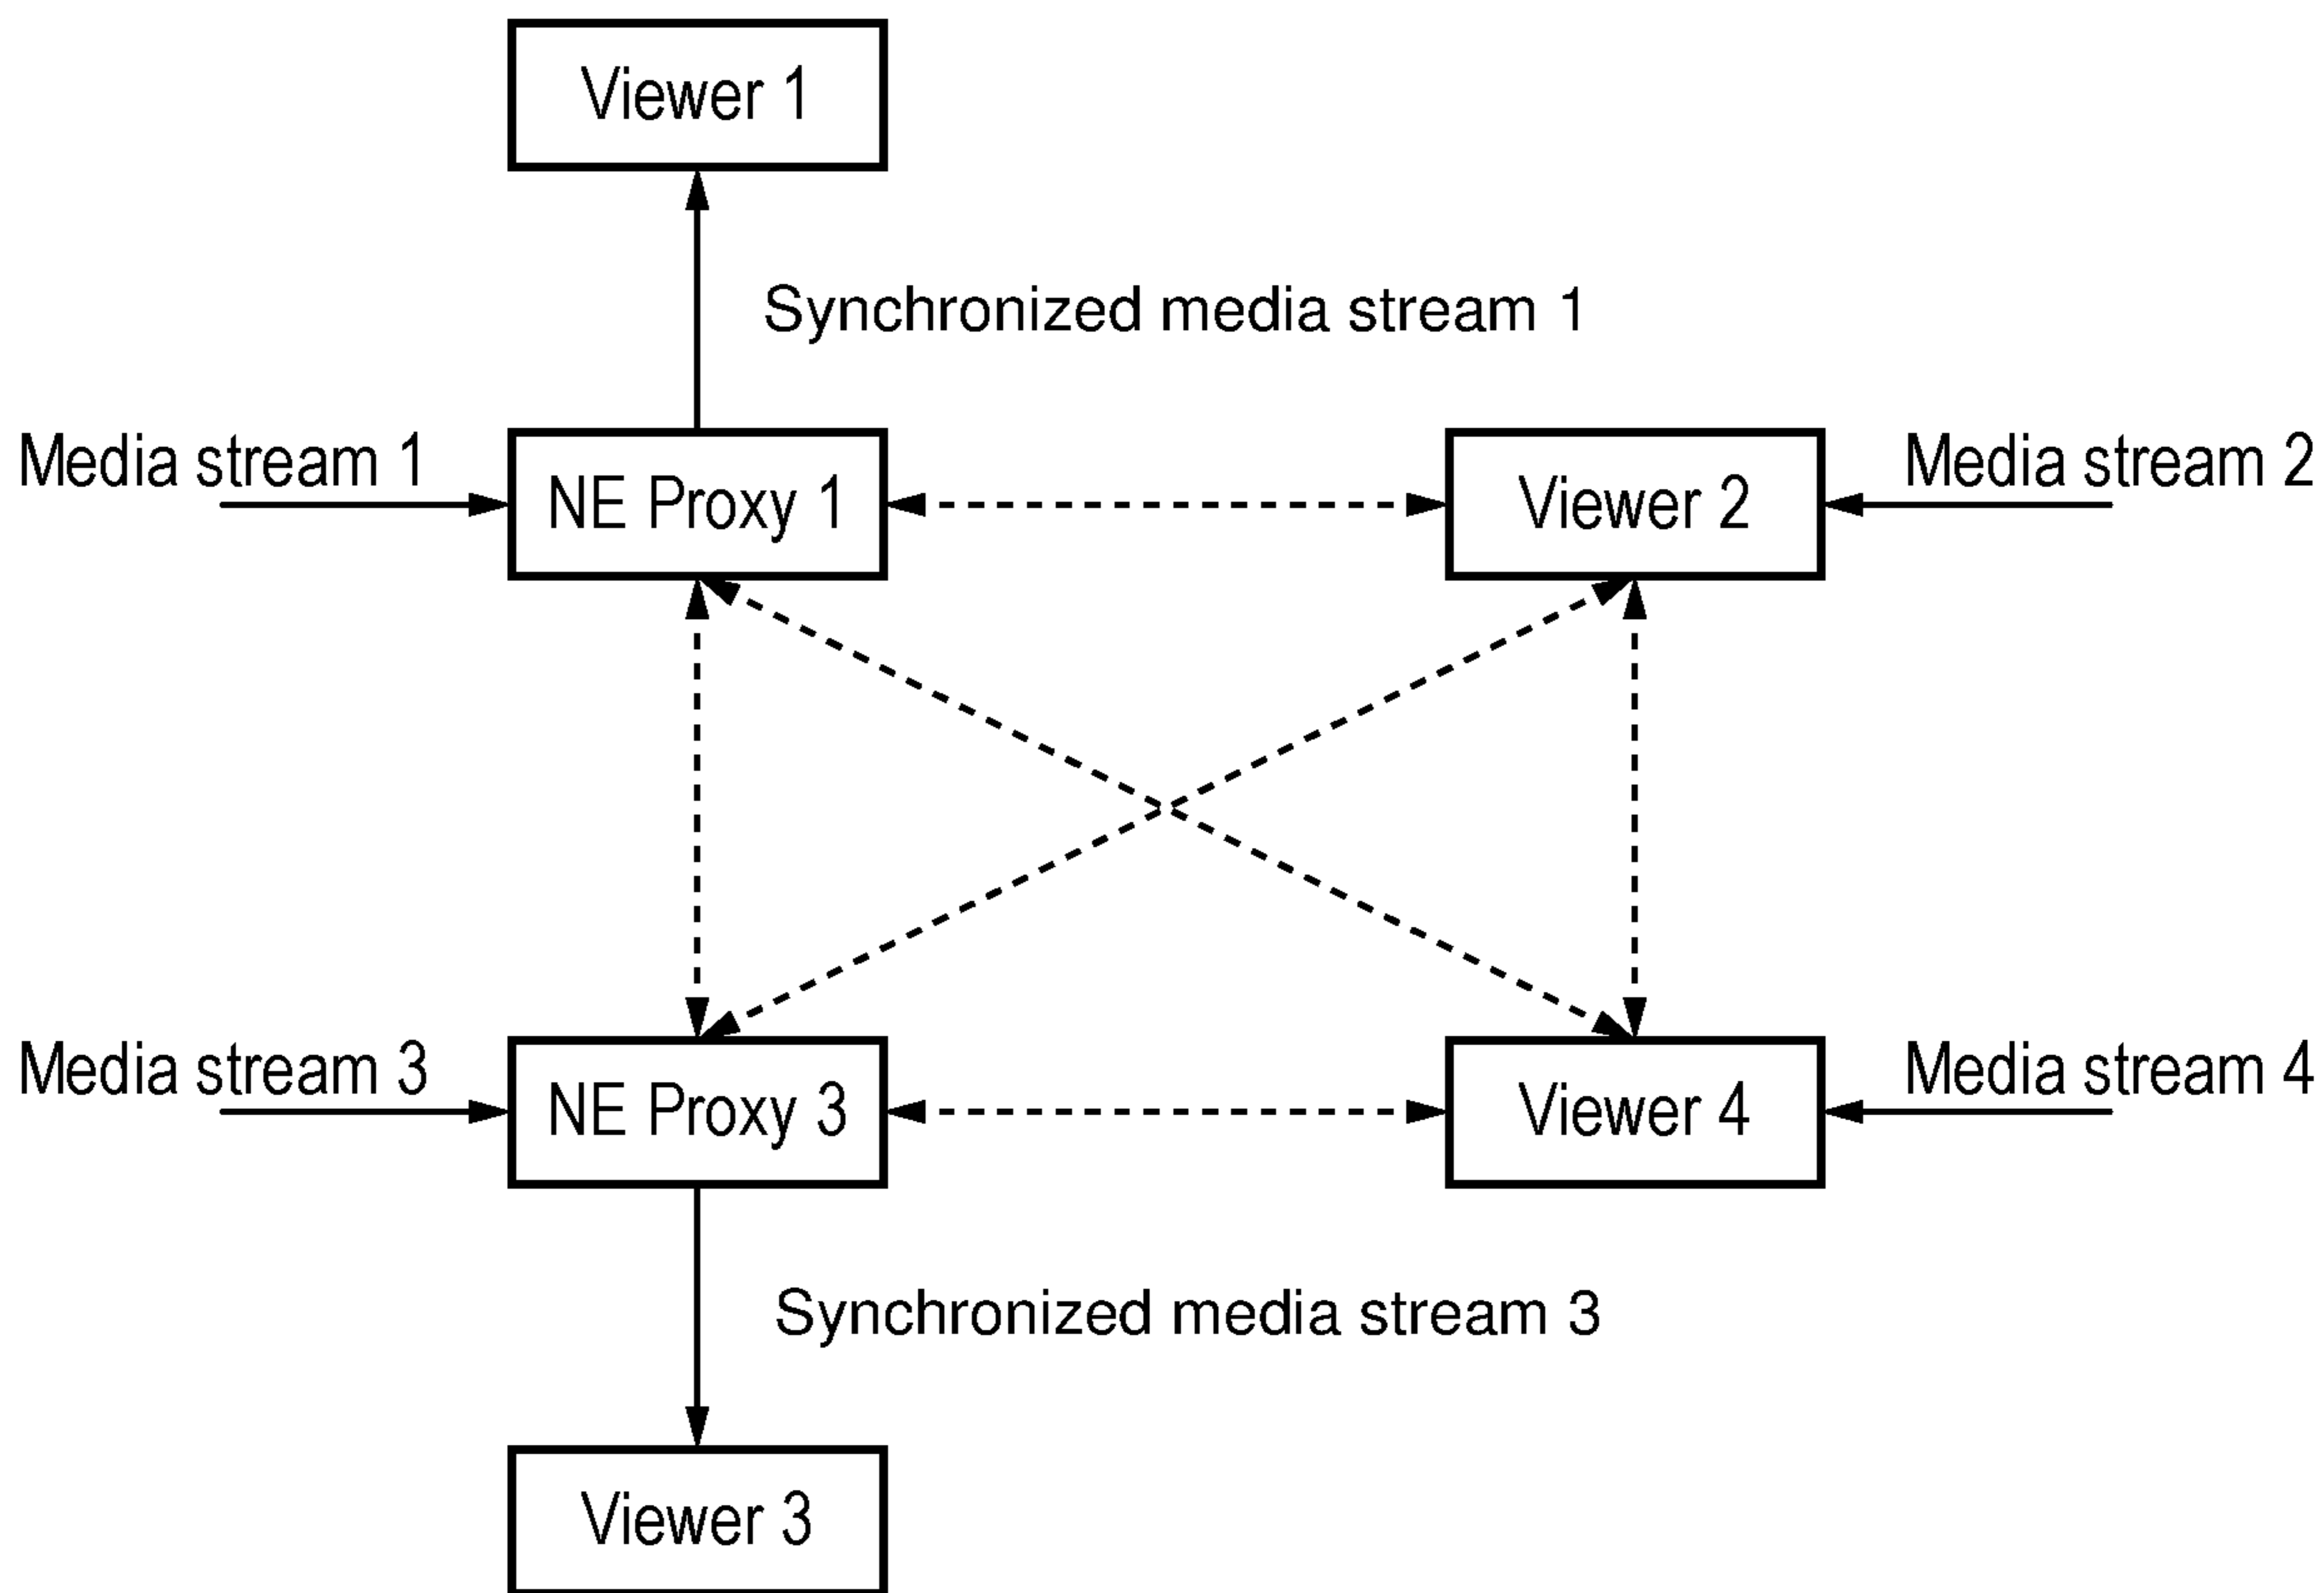 Viewer 1
Synchronized media stream 1
Media stream 1
NE Proxy 1
Viewer 2
Media stream 2
Media stream 3
NE Proxy 3
Viewer 4
Media stream 4
Synchronized media stream 3
Viewer 3